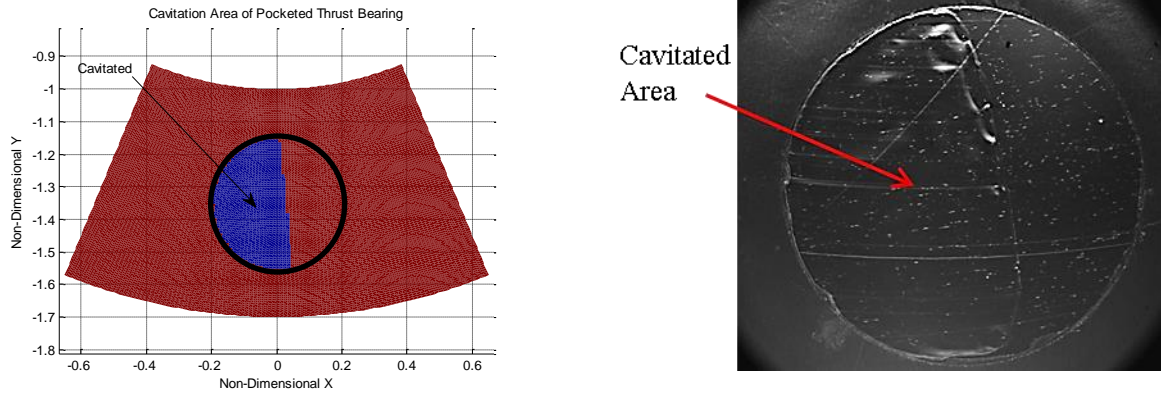 Cavitation Area of Pocketed Thrust Bearing
-0.9
Cavitated
-1
-1.1
-1.2
-1.3
-1.4
-1.5
-1.6
-1.7
-1.8
Non-Dimensional Y
-0.6
-0.4
-0.2
0
0.2
0.4
0.6
Non-Dimensional X
Cavitated
Area